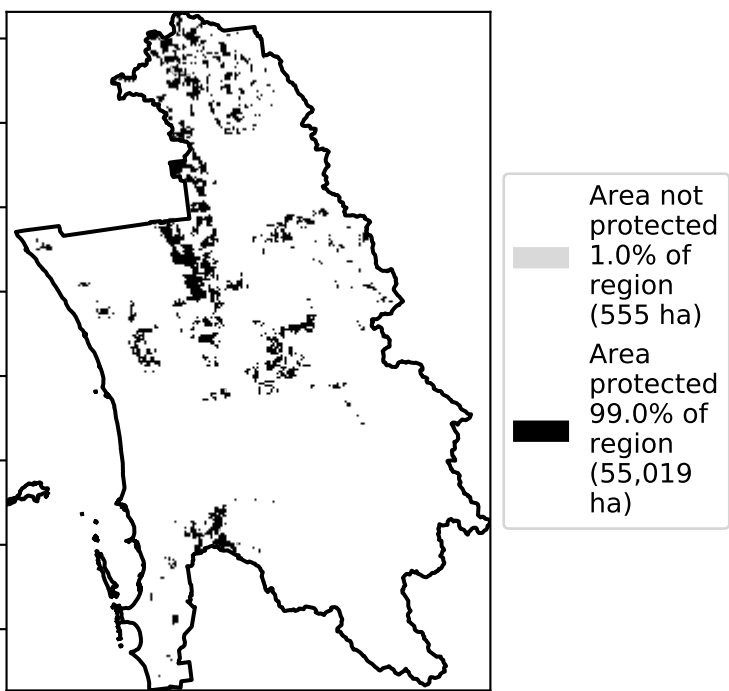 Area not
protected
1.0% of
region
(555 ha)
Area
protected
99.0% of
region
(55,019
ha)